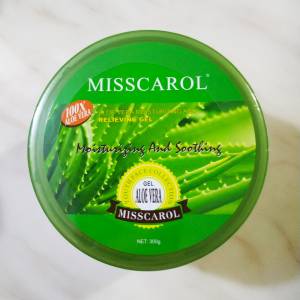 MISSCAROL®
100%
ALOE VERA
RELIEVING GEL
Moisturizing And Soothing
GEL
ALOE VERA
MISSCAROL
NET: 300g